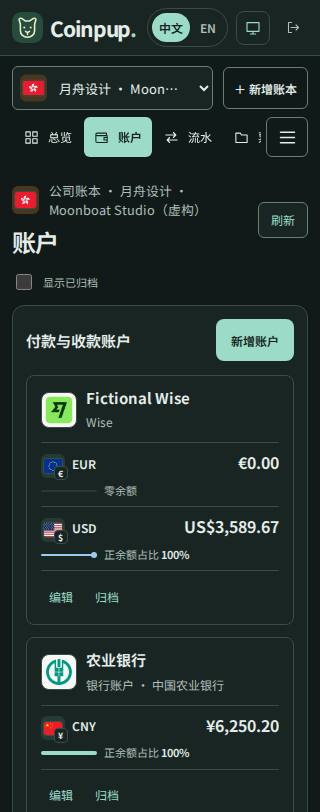 Coinpup.
中文
EN
月舟设计 · Moon···
+ 新增账本
总览
账户
流水
公司账本 · 月舟设计 ·
Moonboat Studio（虚构）
账户
刷新
显示已归档
付款与收款账户
新增账户
Fictional Wise
Wise
EUR
€0.00
€
零余额
USD
US$3,589.67
$
正余额占比 100%
编辑
归档
农业银行
银行账户 · 中国农业银行
CNY
¥6,250.20
¥
正余额占比 100%
编辑
归档